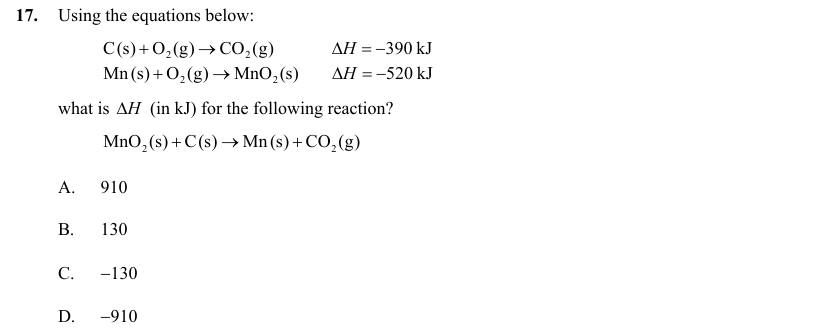 17. Using the equations below:
C(s) + O₂(g) → CO₂(g) ΔH = −390 kJ
Mn(s) + O₂(g) → MnO₂(s) ΔH = −520 kJ
what is ΔH (in kJ) for the following reaction?
MnO₂(s) + C(s) → Mn(s) + CO₂(g)
A. 910
B. 130
C. −130
D. −910